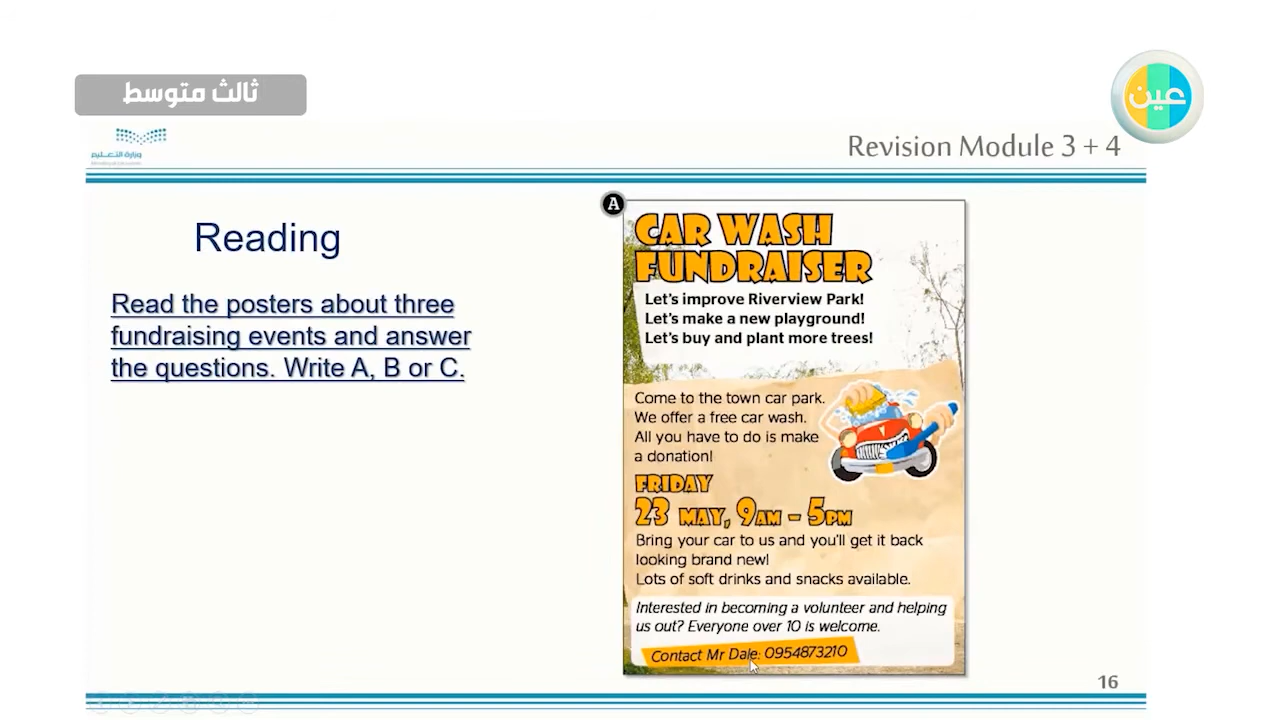 ثالث متوسط
عين
وزارة التعليم
Revision Module 3 + 4
Reading
Read the posters about three
fundraising events and answer
the questions. Write A, B or C.
A
CAR WASH
FUNDRAISER
Let's improve Riverview Park!
Let's make a new playground!
Let's buy and plant more trees!
Come to the town car park.
We offer a free car wash.
All you have to do is make
a donation!
FRIDAY
23 MAY, 9AM – 5PM
Bring your car to us and you'll get it back
looking brand new!
Lots of soft drinks and snacks available.
Interested in becoming a volunteer and helping
us out? Everyone over 10 is welcome.
Contact Mr Dale: 0954873210
16